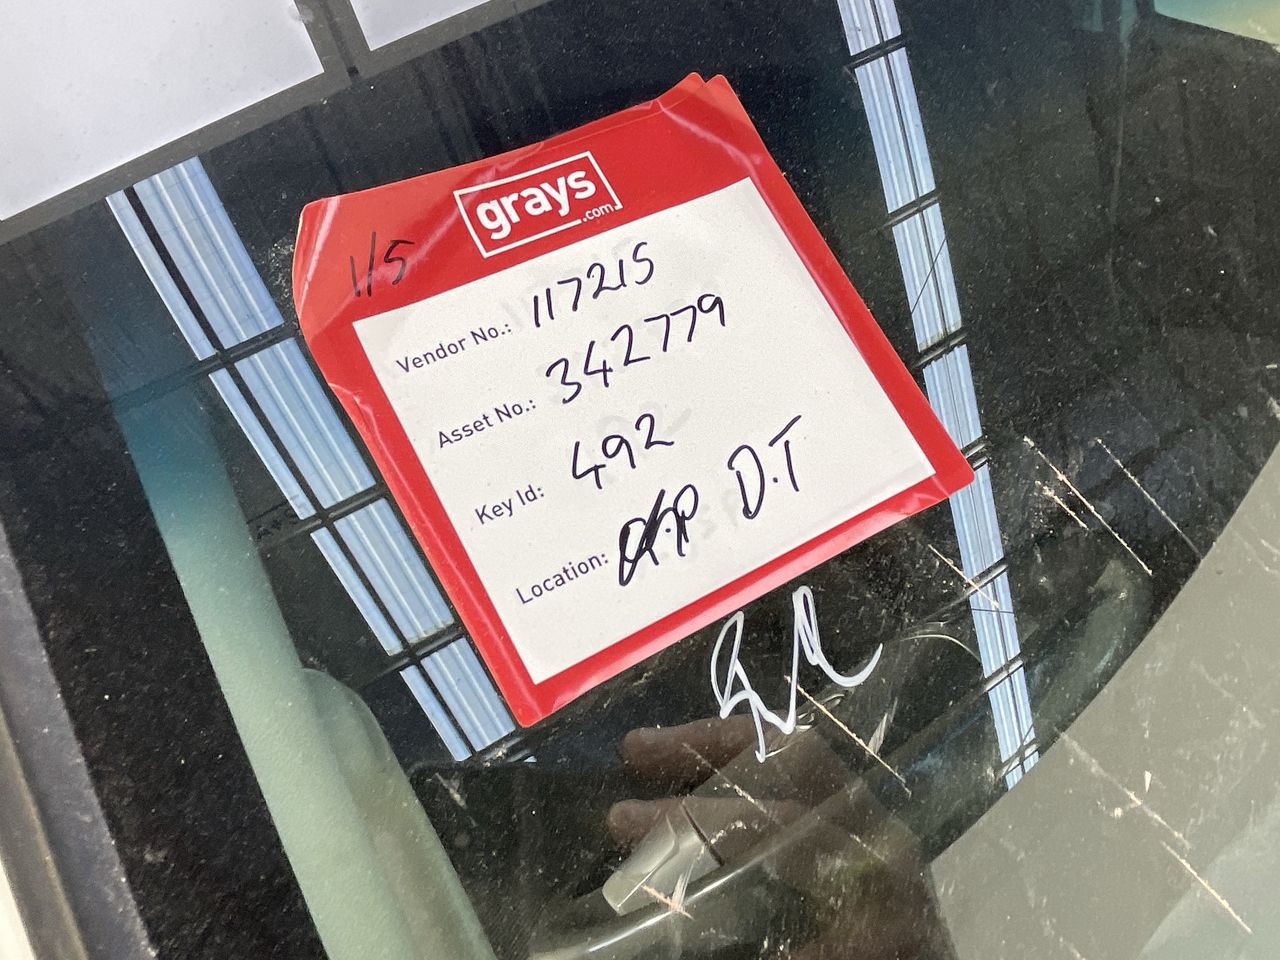 grays
.com
1/5
Vendor No.: 117215
Asset No.: 342779
Key Id: 492
Location: D.T